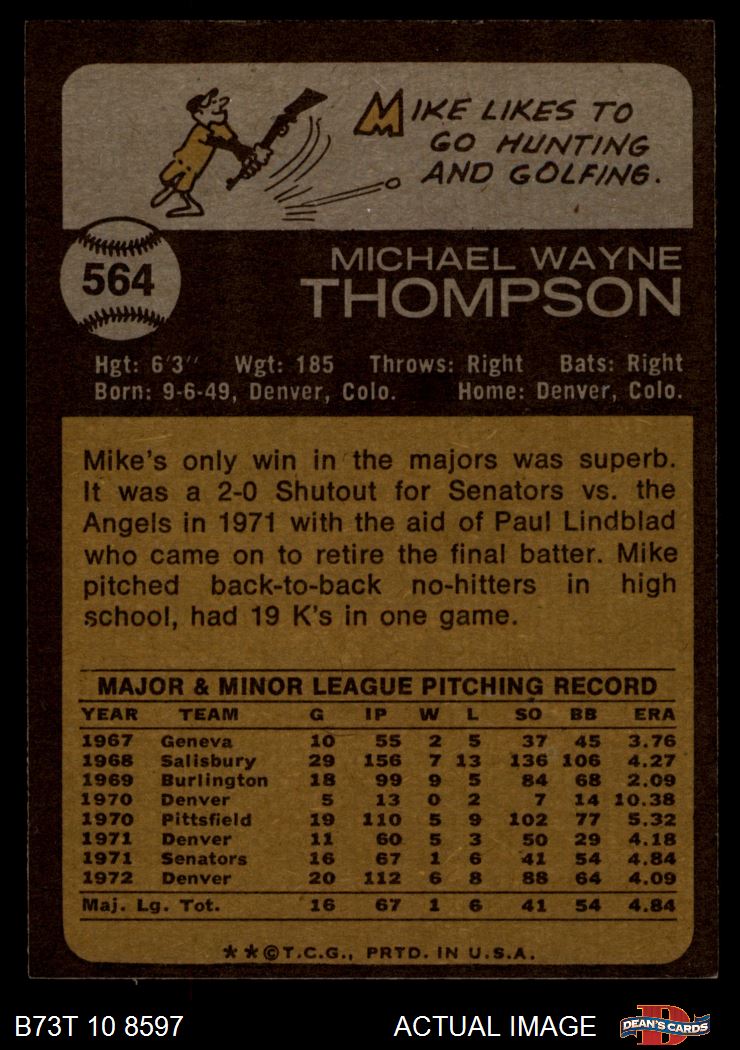 MIKE LIKES TO
GO HUNTING
AND GOLFING.
564
MICHAEL WAYNE
THOMPSON
Hgt: 6'3" Wgt: 185 Throws: Right Bats: Right
Born: 9-6-49, Denver, Colo. Home: Denver, Colo.
Mike's only win in the majors was superb.
It was a 2-0 Shutout for Senators vs. the
Angels in 1971 with the aid of Paul Lindblad
who came on to retire the final batter. Mike
pitched back-to-back no-hitters in high
school, had 19 K's in one game.
MAJOR & MINOR LEAGUE PITCHING RECORD
YEAR TEAM G IP W L SO BB ERA
1967 Geneva 10 55 2 5 37 45 3.76
1968 Salisbury 29 156 7 13 136 106 4.27
1969 Burlington 18 99 9 5 84 68 2.09
1970 Denver 5 13 0 2 7 14 10.38
1970 Pittsfield 19 110 5 9 102 77 5.32
1971 Denver 11 60 5 3 50 29 4.18
1971 Senators 16 67 1 6 41 54 4.84
1972 Denver 20 112 6 8 88 64 4.09
Maj. Lg. Tot. 16 67 1 6 41 54 4.84
**©T.C.G., PRTD. IN U.S.A.
B73T 10 8597 ACTUAL IMAGE DEAN'S CARDS